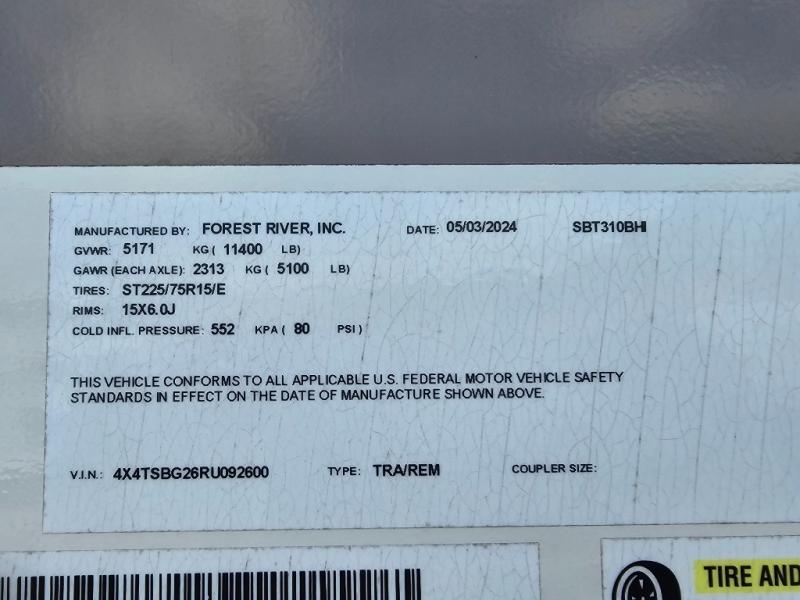 MANUFACTURED BY: FOREST RIVER, INC. DATE: 05/03/2024 SBT310BHI
GVWR: 5171 KG ( 11400 LB)
GAWR (EACH AXLE): 2313 KG ( 5100 LB)
TIRES: ST225/75R15/E
RIMS: 15X6.0J
COLD INFL. PRESSURE: 552 KPA ( 80 PSI )
THIS VEHICLE CONFORMS TO ALL APPLICABLE U.S. FEDERAL MOTOR VEHICLE SAFETY
STANDARDS IN EFFECT ON THE DATE OF MANUFACTURE SHOWN ABOVE.
V.I.N.: 4X4TSBG26RU092600 TYPE: TRA/REM COUPLER SIZE:
TIRE AND